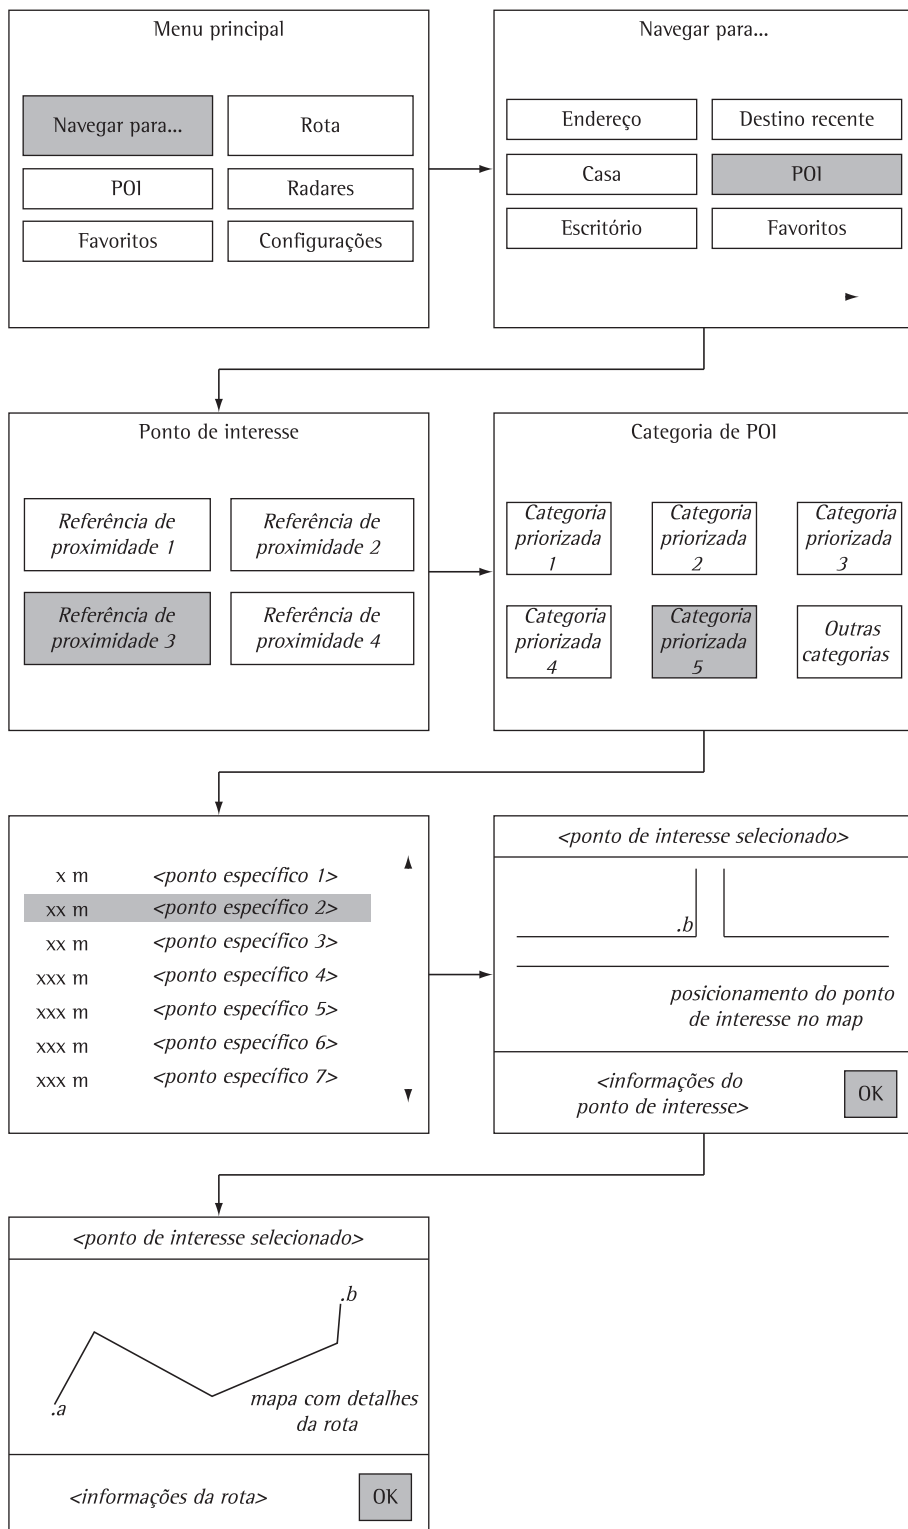 Menu principal
Navegar para...
Rota
POI
Radares
Favoritos
Configurações
Navegar para...
Endereço
Destino recente
Casa
POI
Escritório
Favoritos
Ponto de interesse
Referência de
proximidade 1
Referência de
proximidade 2
Referência de
proximidade 3
Referência de
proximidade 4
Categoria de POI
Categoria
priorizada
1
Categoria
priorizada
2
Categoria
priorizada
3
Categoria
priorizada
4
Categoria
priorizada
5
Outras
categorias
x m <ponto específico 1>
xx m <ponto específico 2>
xx m <ponto específico 3>
xxx m <ponto específico 4>
xxx m <ponto específico 5>
xxx m <ponto específico 6>
xxx m <ponto específico 7>
<ponto de interesse selecionado>
.b
posicionamento do ponto
de interesse no map
<informações do
ponto de interesse>
OK
<ponto de interesse selecionado>
.b
.a
mapa com detalhes
da rota
<informações da rota>
OK